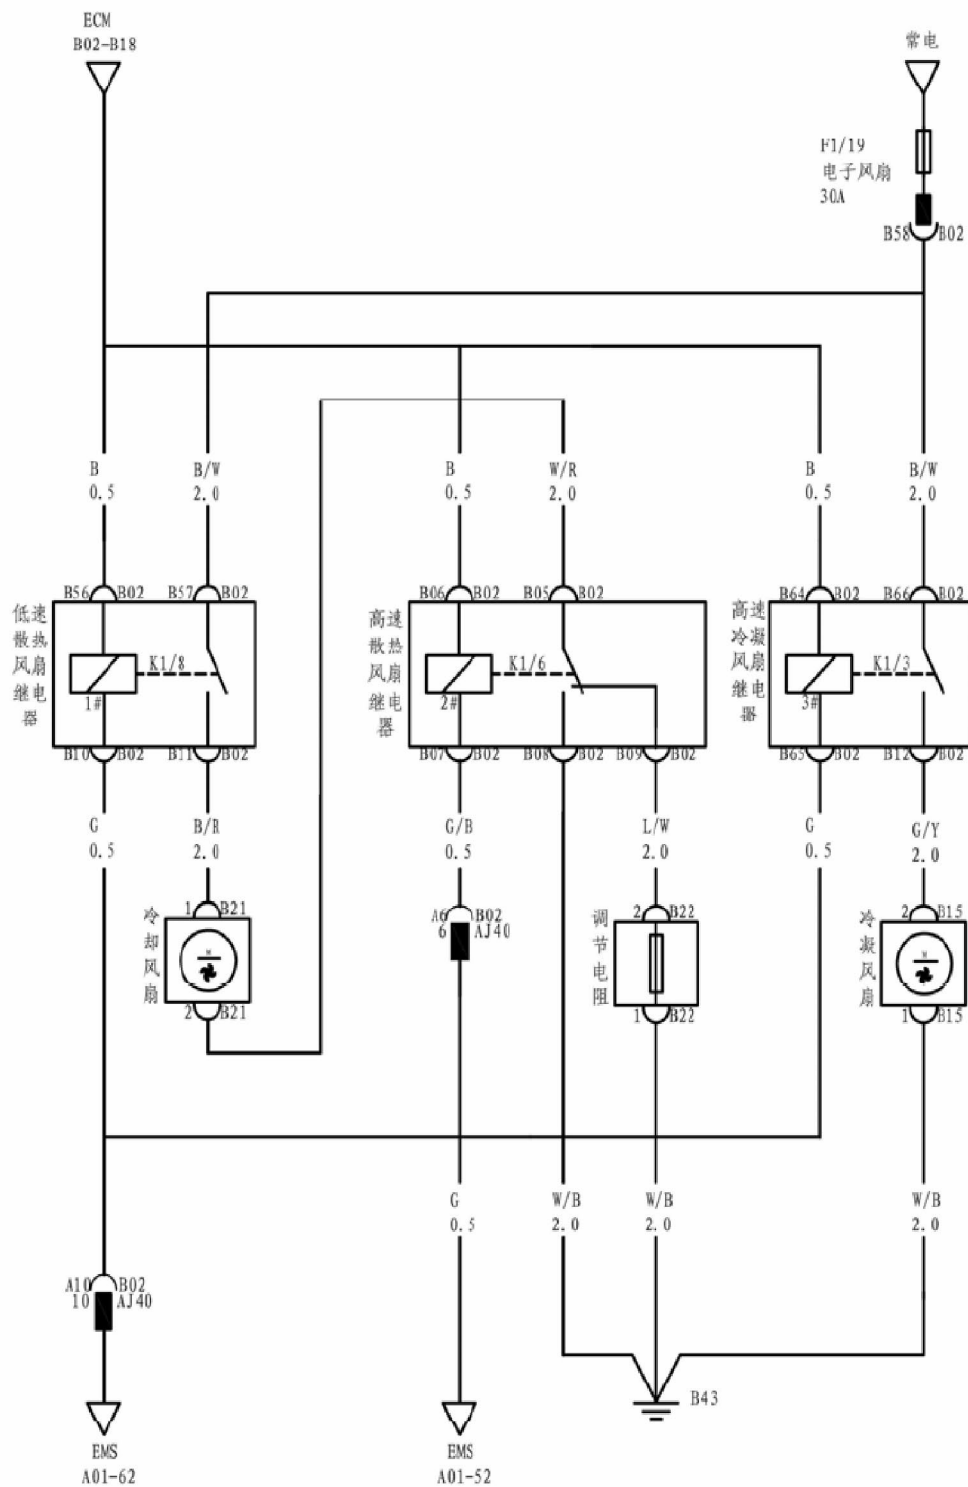 ECM
B02-B18
常电
F1/19
电子风扇
30A
B58 B02
B
0.5
B/W
2.0
B
0.5
W/R
2.0
B
0.5
B/W
2.0
B56 B02
B57 B02
B06 B02
B05 B02
B64 B02
B66 B02
低速
散热
风扇
继电
器
K1/8
1#
高速
散热
风扇
继电
器
K1/6
2#
高速
冷凝
风扇
继电
器
K1/3
3#
B10 B02
B11 B02
B07 B02
B08 B02
B09 B02
B65 B02
B12 B02
G
0.5
B/R
2.0
G/B
0.5
L/W
2.0
G
0.5
G/Y
2.0
冷
却
风
扇
1 B21
M
2 B21
A6 B02
6 AJ40
调
节
电
阻
2 B22
1 B22
冷
凝
风
扇
2 B15
M
1 B15
G
0.5
W/B
2.0
W/B
2.0
W/B
2.0
A10 B02
10 AJ40
B43
EMS
A01-62
EMS
A01-52